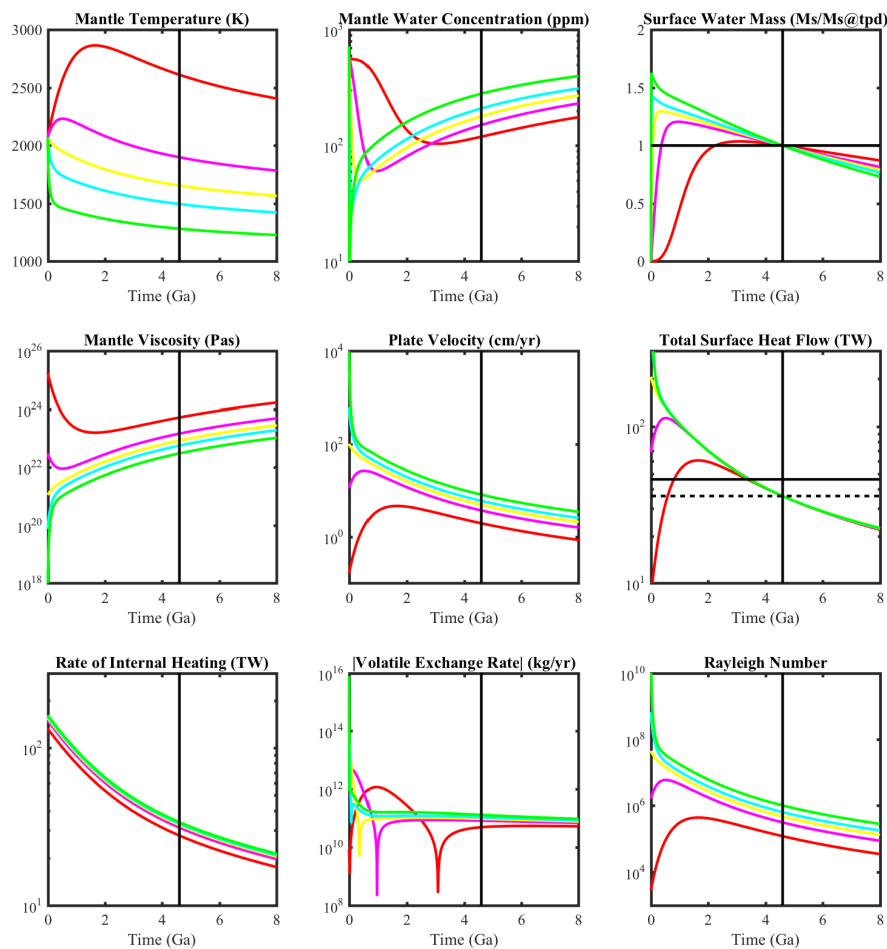 Mantle Temperature (K)
3000
2500
2000
1500
1000
0 2 4 6 8
Time (Ga)
Mantle Water Concentration (ppm)
10^3
10^2
10^1
0 2 4 6 8
Time (Ga)
Surface Water Mass (Ms/Ms@tpd)
2
1.5
1
0.5
0
0 2 4 6 8
Time (Ga)
Mantle Viscosity (Pas)
10^26
10^24
10^22
10^20
10^18
0 2 4 6 8
Time (Ga)
Plate Velocity (cm/yr)
10^4
10^2
10^0
0 2 4 6 8
Time (Ga)
Total Surface Heat Flow (TW)
10^2
10^1
0 2 4 6 8
Time (Ga)
Rate of Internal Heating (TW)
10^2
10^1
0 2 4 6 8
Time (Ga)
|Volatile Exchange Rate| (kg/yr)
10^16
10^14
10^12
10^10
10^8
0 2 4 6 8
Time (Ga)
Rayleigh Number
10^10
10^8
10^6
10^4
0 2 4 6 8
Time (Ga)